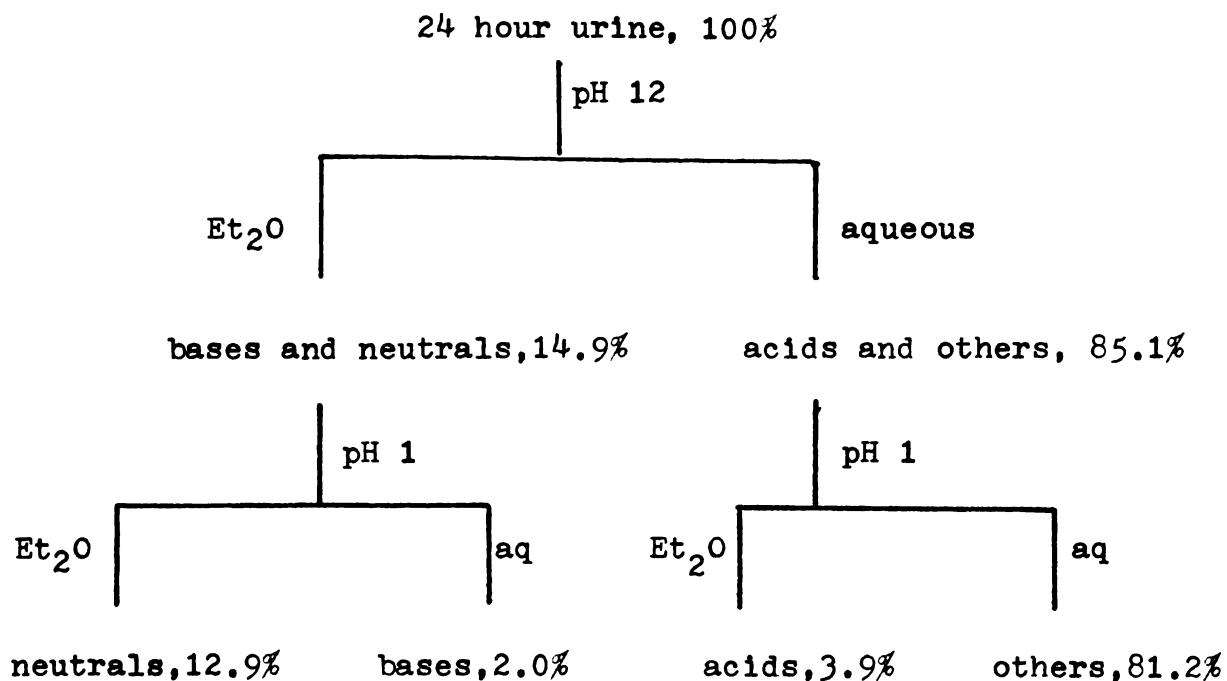 24 hour urine, 100%
pH 12
Et₂O aqueous
bases and neutrals,14.9% acids and others, 85.1%
pH 1 pH 1
Et₂O aq Et₂O aq
neutrals,12.9% bases,2.0% acids,3.9% others,81.2%